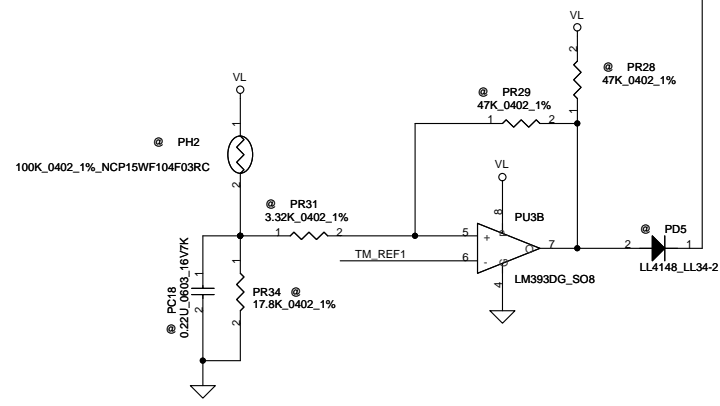 VL
2
@ PR28
47K_0402_1%
1
VL
1
@ PH2
100K_0402_1%_NCP15WF104F03RC
2
@ PR29
47K_0402_1%
1 2
VL
@ PR31
3.32K_0402_1%
1 2
8
PU3B
5 +
P
O 7
TM_REF1
6 -
G
4
LM393DG_SO8
@ PD5
2 1
LL4148_LL34-2
1
@ PC18
0.22U_0603_16V7K
2
1
PR34 @
17.8K_0402_1%
2